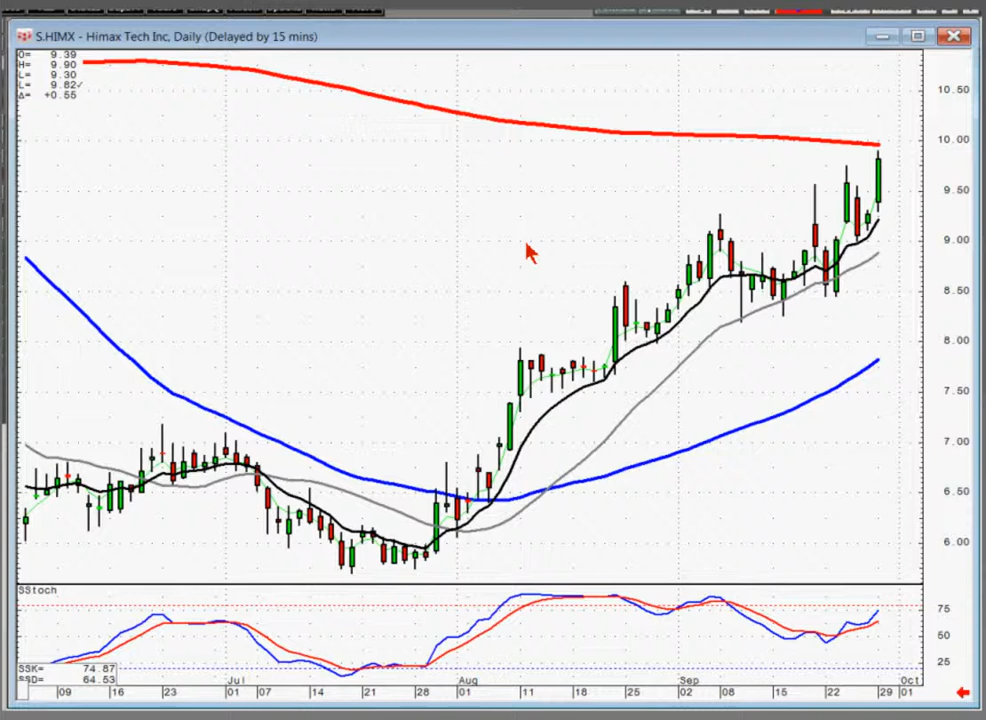 S.HIMX - Himax Tech Inc, Daily (Delayed by 15 mins)
O= 9.39
H= 9.90
L= 9.30
L= 9.82✓
Δ= +0.55
10.50
10.00
9.50
9.00
8.50
8.00
7.50
7.00
6.50
6.00
SStoch
75
50
25
SSK= 74.87
SSD= 64.53
Jul Aug Sep Oct
09 16 23 01 07 14 21 28 01 11 18 25 02 08 15 22 29 01